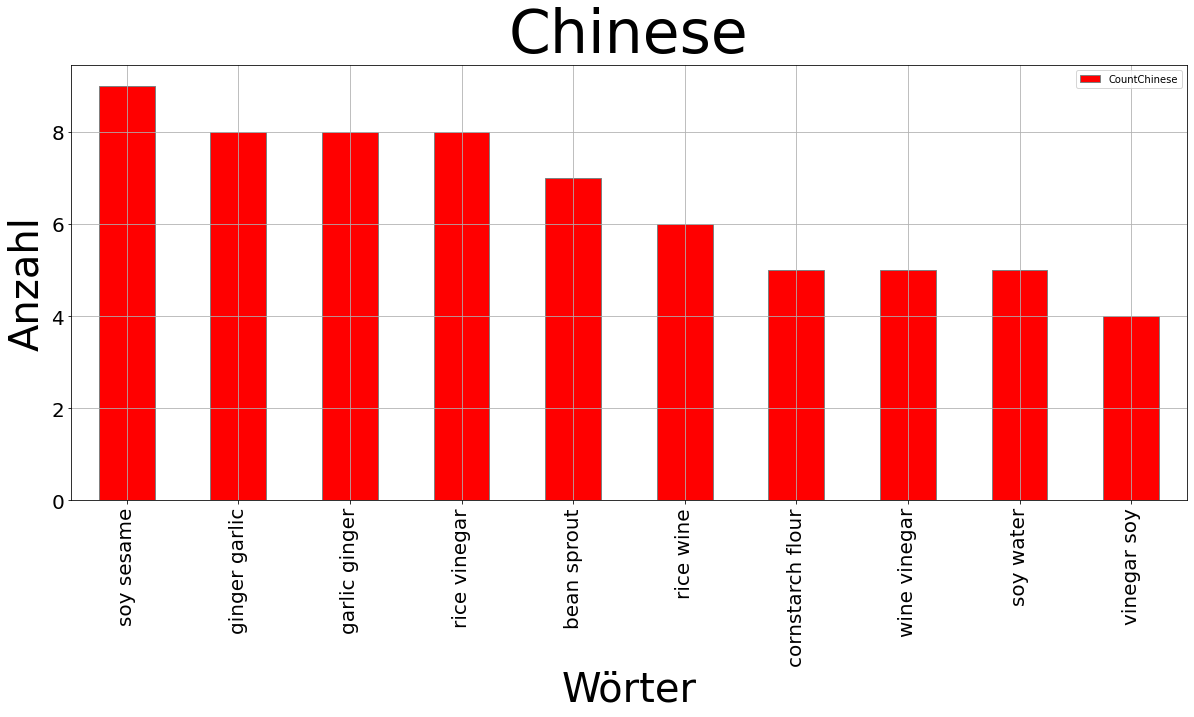 Chinese
CountChinese
Anzahl
8
6
4
2
0
soy sesame
ginger garlic
garlic ginger
rice vinegar
bean sprout
rice wine
cornstarch flour
wine vinegar
soy water
vinegar soy
Wörter